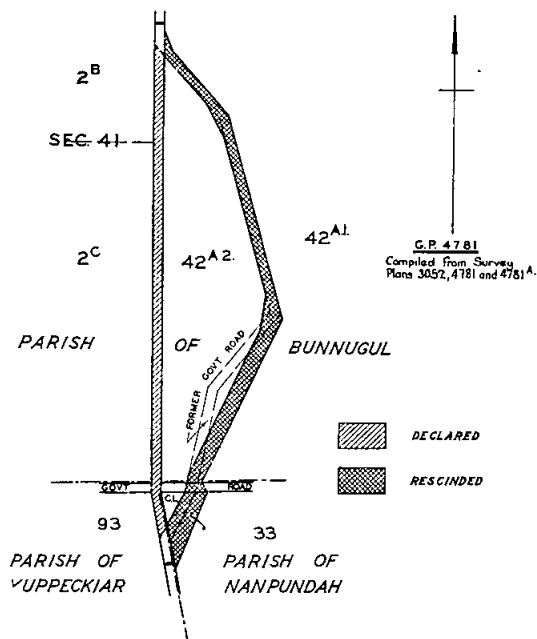 2B
SEC. 41
2C
42A2.
42A1.
G.P. 4781
Compiled From Survey
Plans 3052, 4781 and 4781A.
PARISH OF BUNNUGUL
FORMER GOVT ROAD
DECLARED
RESCINDED
GOVT ROAD
C.L.
93
33
PARISH OF
VUPPECKIAR
PARISH OF
NANPUNDAH